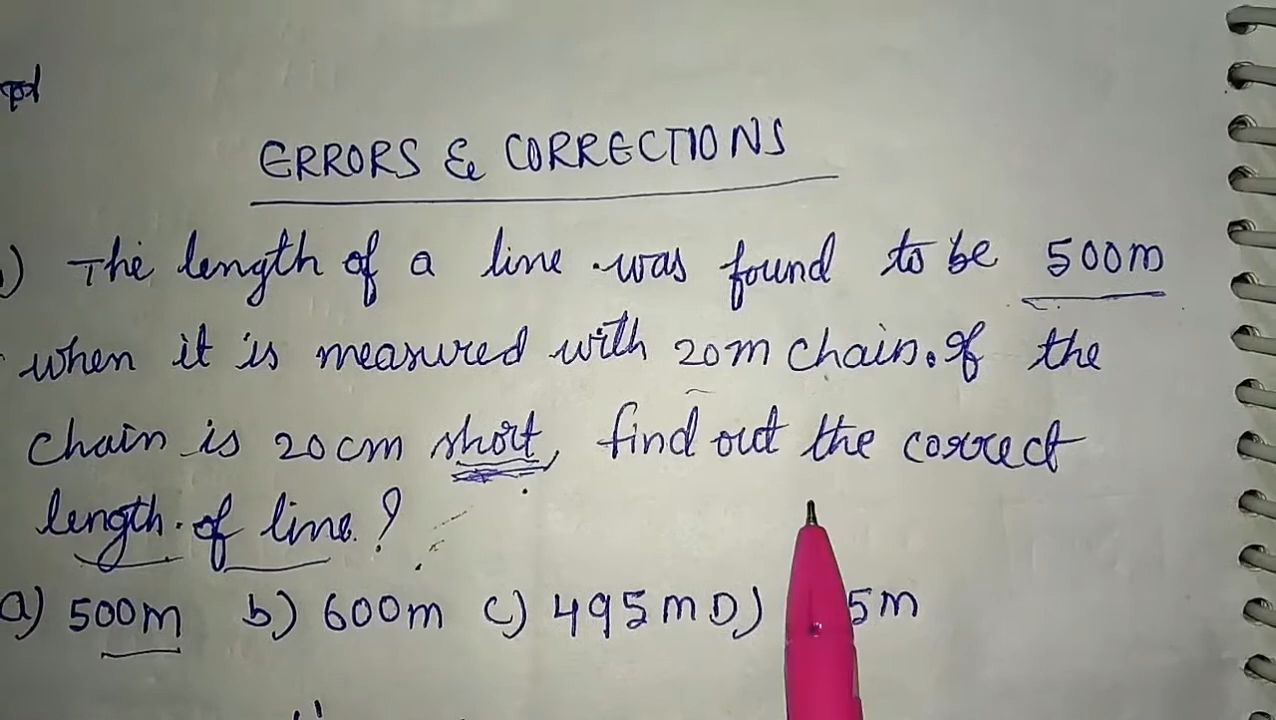 ERRORS & CORRECTIONS
) The length of a line was found to be 500m
when it is measured with 20m chain. If the
chain is 20cm short, find out the correct
length of line?
a) 500m b) 600m c) 495m D) 5m